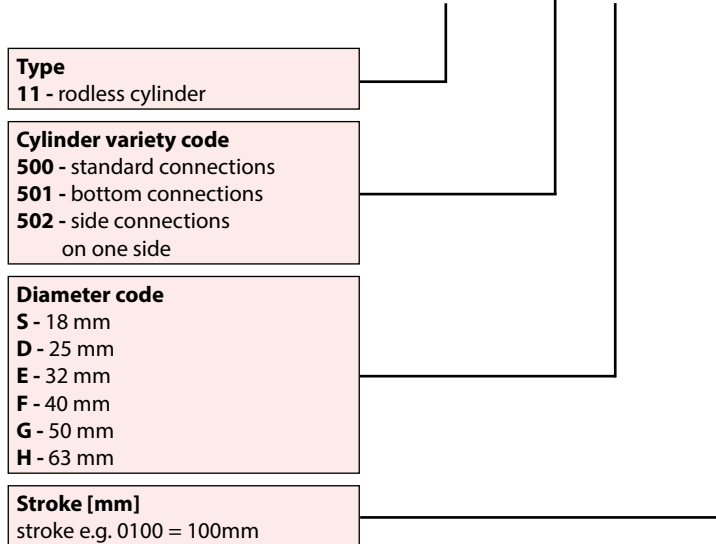 Type
11 - rodless cylinder
Cylinder variety code
500 - standard connections
501 - bottom connections
502 - side connections
on one side
Diameter code
S - 18 mm
D - 25 mm
E - 32 mm
F - 40 mm
G - 50 mm
H - 63 mm
Stroke [mm]
stroke e.g. 0100 = 100mm